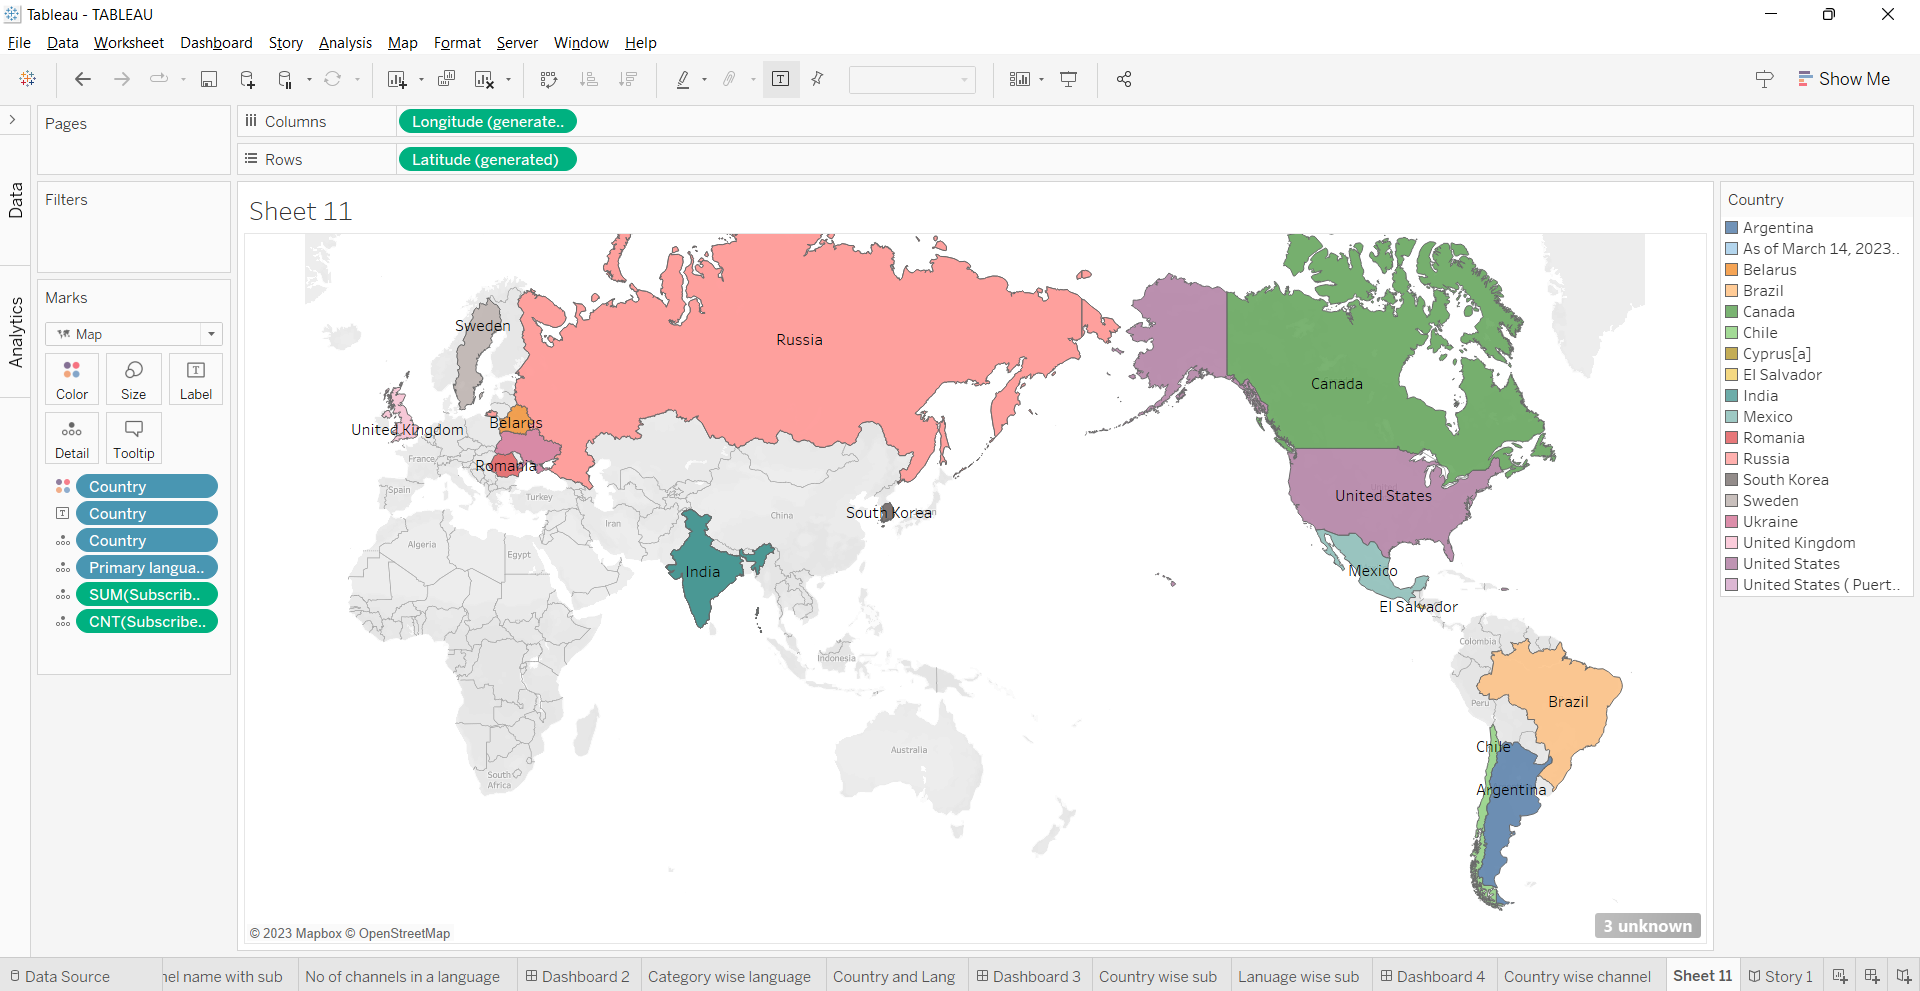 Tableau - TABLEAU
File Data Worksheet Dashboard Story Analysis Map Format Server Window Help
Show Me
Pages
Columns
Longitude (generate..
Rows
Latitude (generated)
Data
Analytics
Filters
Marks
Map
Color Size Label
Detail Tooltip
Country
Country
Country
Primary langua..
SUM(Subscrib..
CNT(Subscribe..
Sheet 11
Russia
Sweden
Canada
United Kingdom
Belarus
France
Romania
Spain
Turkey
United States
China
South Korea
Iran
Algeria
Egypt
India
Mexico
El Salvador
Colombia
Indonesia
Brazil
Peru
Chile
Australia
South
Africa
Argentina
© 2023 Mapbox © OpenStreetMap
3 unknown
Country
Argentina
As of March 14, 2023..
Belarus
Brazil
Canada
Chile
Cyprus[a]
El Salvador
India
Mexico
Romania
Russia
South Korea
Sweden
Ukraine
United Kingdom
United States
United States ( Puert..
Data Source
nel name with sub
No of channels in a language
Dashboard 2
Category wise language
Country and Lang
Dashboard 3
Country wise sub
Lanuage wise sub
Dashboard 4
Country wise channel
Sheet 11
Story 1